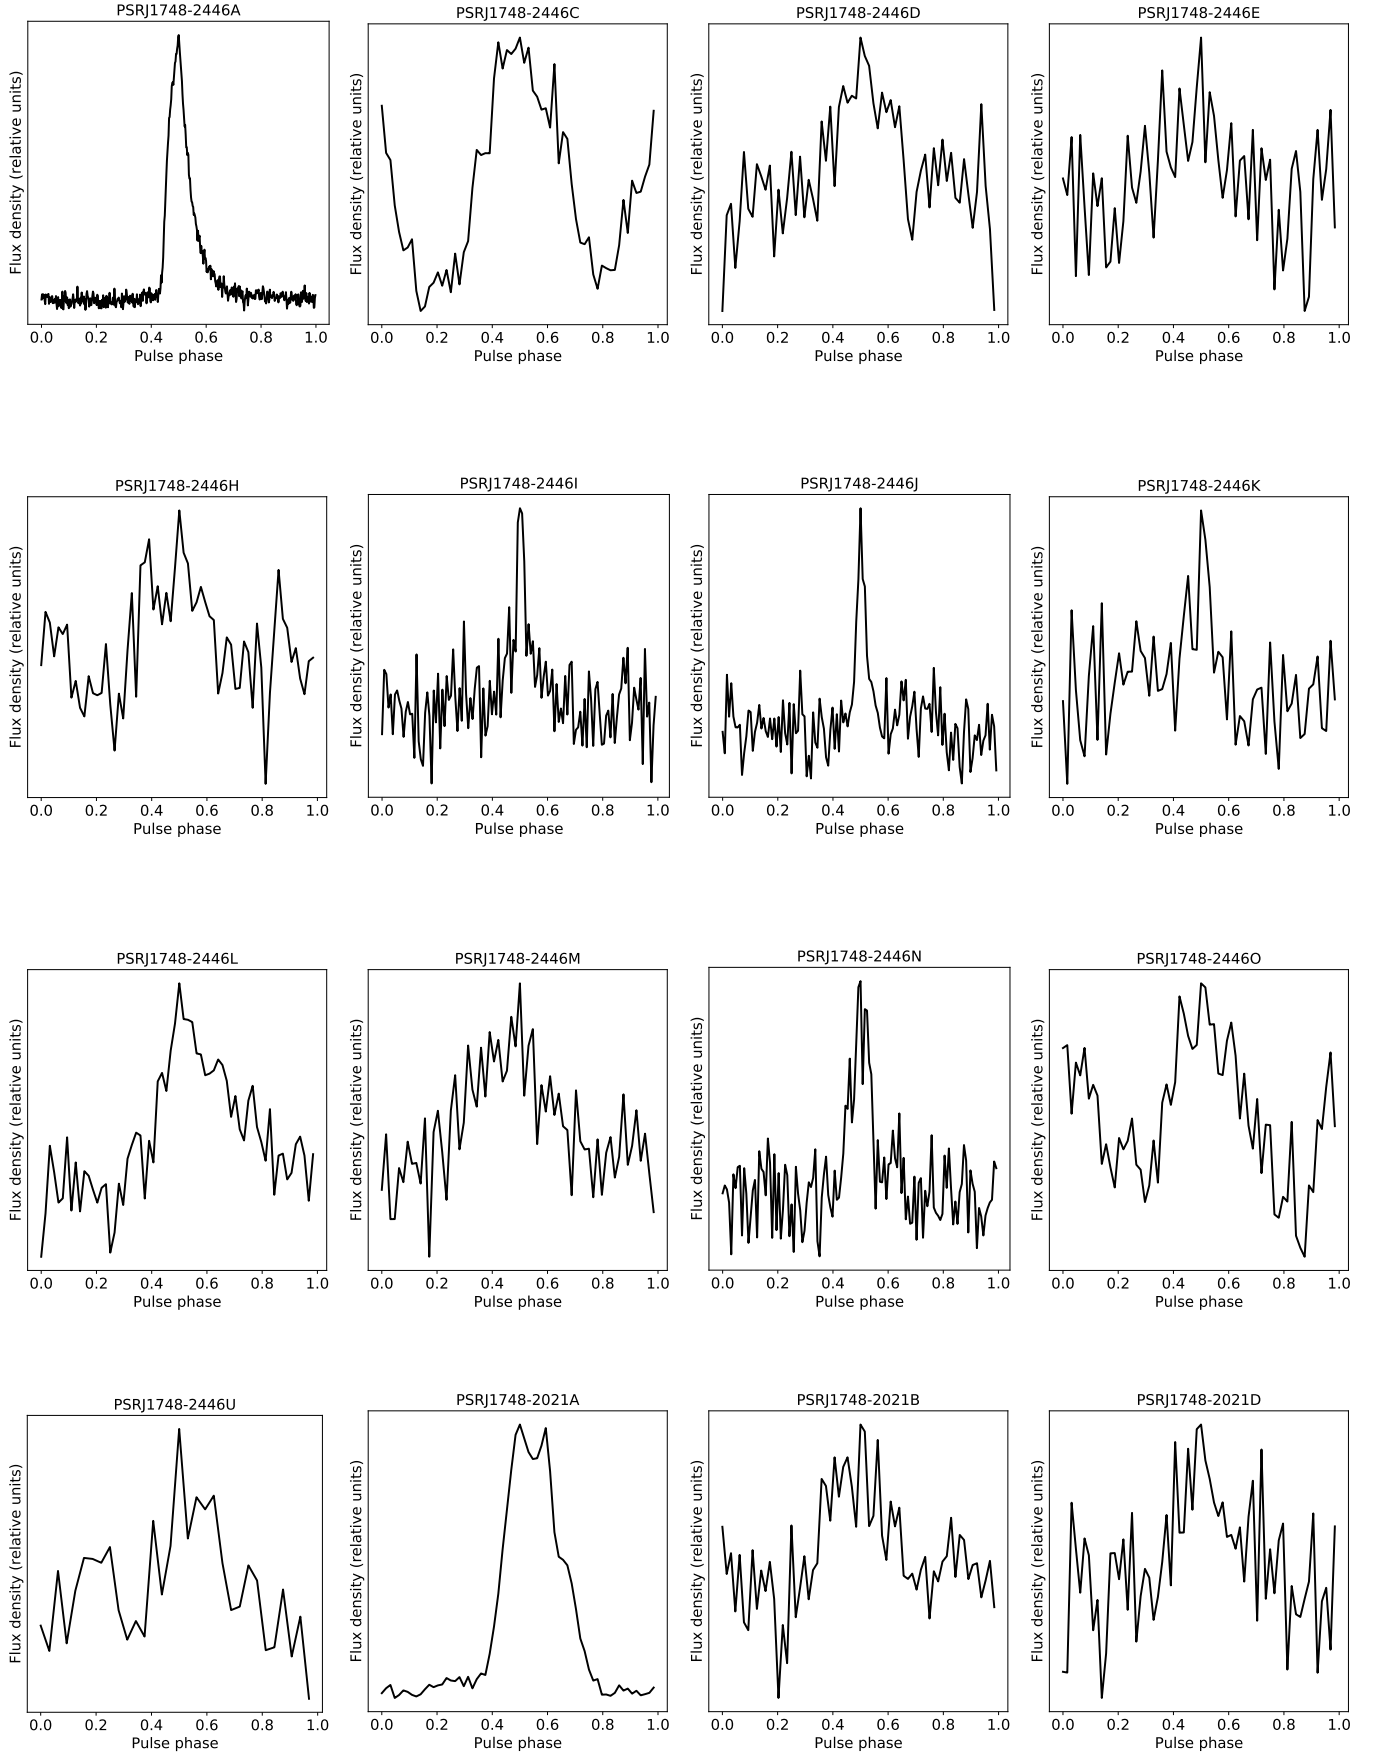 PSRJ1748-2446A
PSRJ1748-2446C
PSRJ1748-2446D
PSRJ1748-2446E
Flux density (relative units)
Flux density (relative units)
Flux density (relative units)
Flux density (relative units)
0.0 0.2 0.4 0.6 0.8 1.0
0.0 0.2 0.4 0.6 0.8 1.0
0.0 0.2 0.4 0.6 0.8 1.0
0.0 0.2 0.4 0.6 0.8 1.0
Pulse phase
Pulse phase
Pulse phase
Pulse phase
PSRJ1748-2446H
PSRJ1748-2446I
PSRJ1748-2446J
PSRJ1748-2446K
Flux density (relative units)
Flux density (relative units)
Flux density (relative units)
Flux density (relative units)
0.0 0.2 0.4 0.6 0.8 1.0
0.0 0.2 0.4 0.6 0.8 1.0
0.0 0.2 0.4 0.6 0.8 1.0
0.0 0.2 0.4 0.6 0.8 1.0
Pulse phase
Pulse phase
Pulse phase
Pulse phase
PSRJ1748-2446L
PSRJ1748-2446M
PSRJ1748-2446N
PSRJ1748-2446O
Flux density (relative units)
Flux density (relative units)
Flux density (relative units)
Flux density (relative units)
0.0 0.2 0.4 0.6 0.8 1.0
0.0 0.2 0.4 0.6 0.8 1.0
0.0 0.2 0.4 0.6 0.8 1.0
0.0 0.2 0.4 0.6 0.8 1.0
Pulse phase
Pulse phase
Pulse phase
Pulse phase
PSRJ1748-2446U
PSRJ1748-2021A
PSRJ1748-2021B
PSRJ1748-2021D
Flux density (relative units)
Flux density (relative units)
Flux density (relative units)
Flux density (relative units)
0.0 0.2 0.4 0.6 0.8 1.0
0.0 0.2 0.4 0.6 0.8 1.0
0.0 0.2 0.4 0.6 0.8 1.0
0.0 0.2 0.4 0.6 0.8 1.0
Pulse phase
Pulse phase
Pulse phase
Pulse phase